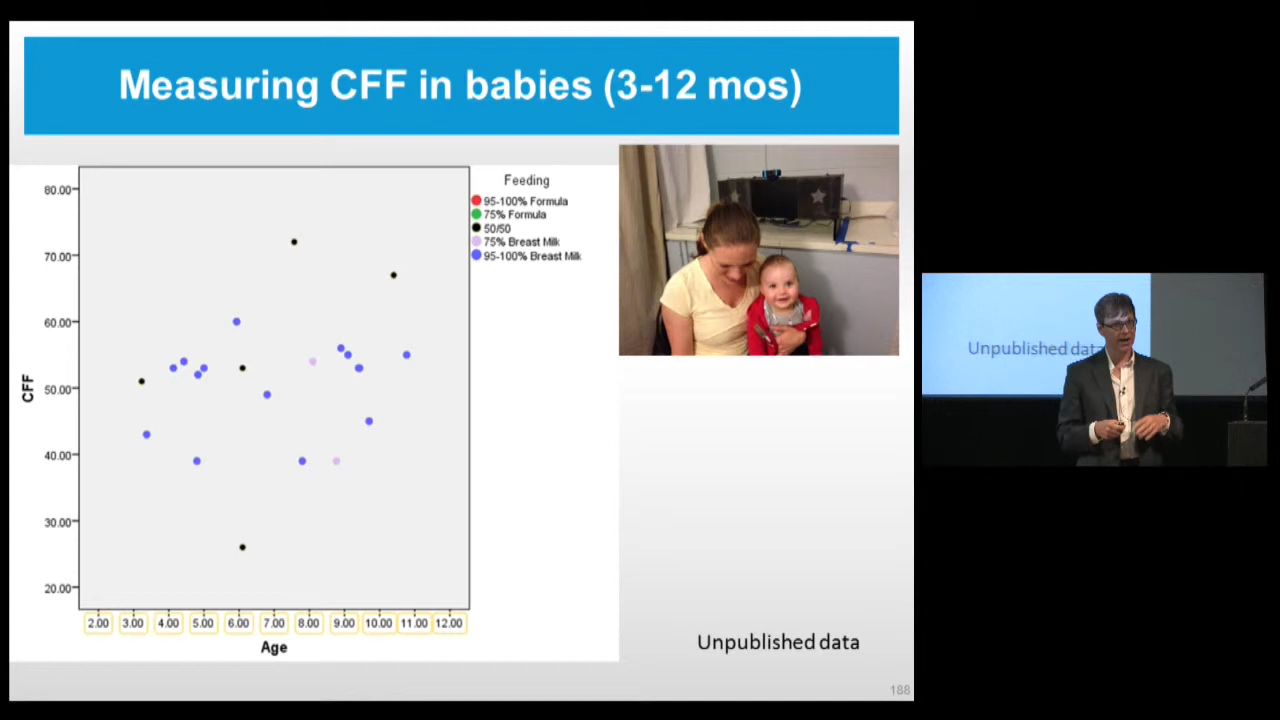 Measuring CFF in babies (3-12 mos)
80.00
70.00
60.00
50.00
40.00
30.00
20.00
CFF
2.00 3.00 4.00 5.00 6.00 7.00 8.00 9.00 10.00 11.00 12.00
Age
Feeding
95-100% Formula
75% Formula
50/50
75% Breast Milk
95-100% Breast Milk
Unpublished data
188
Unpublished data